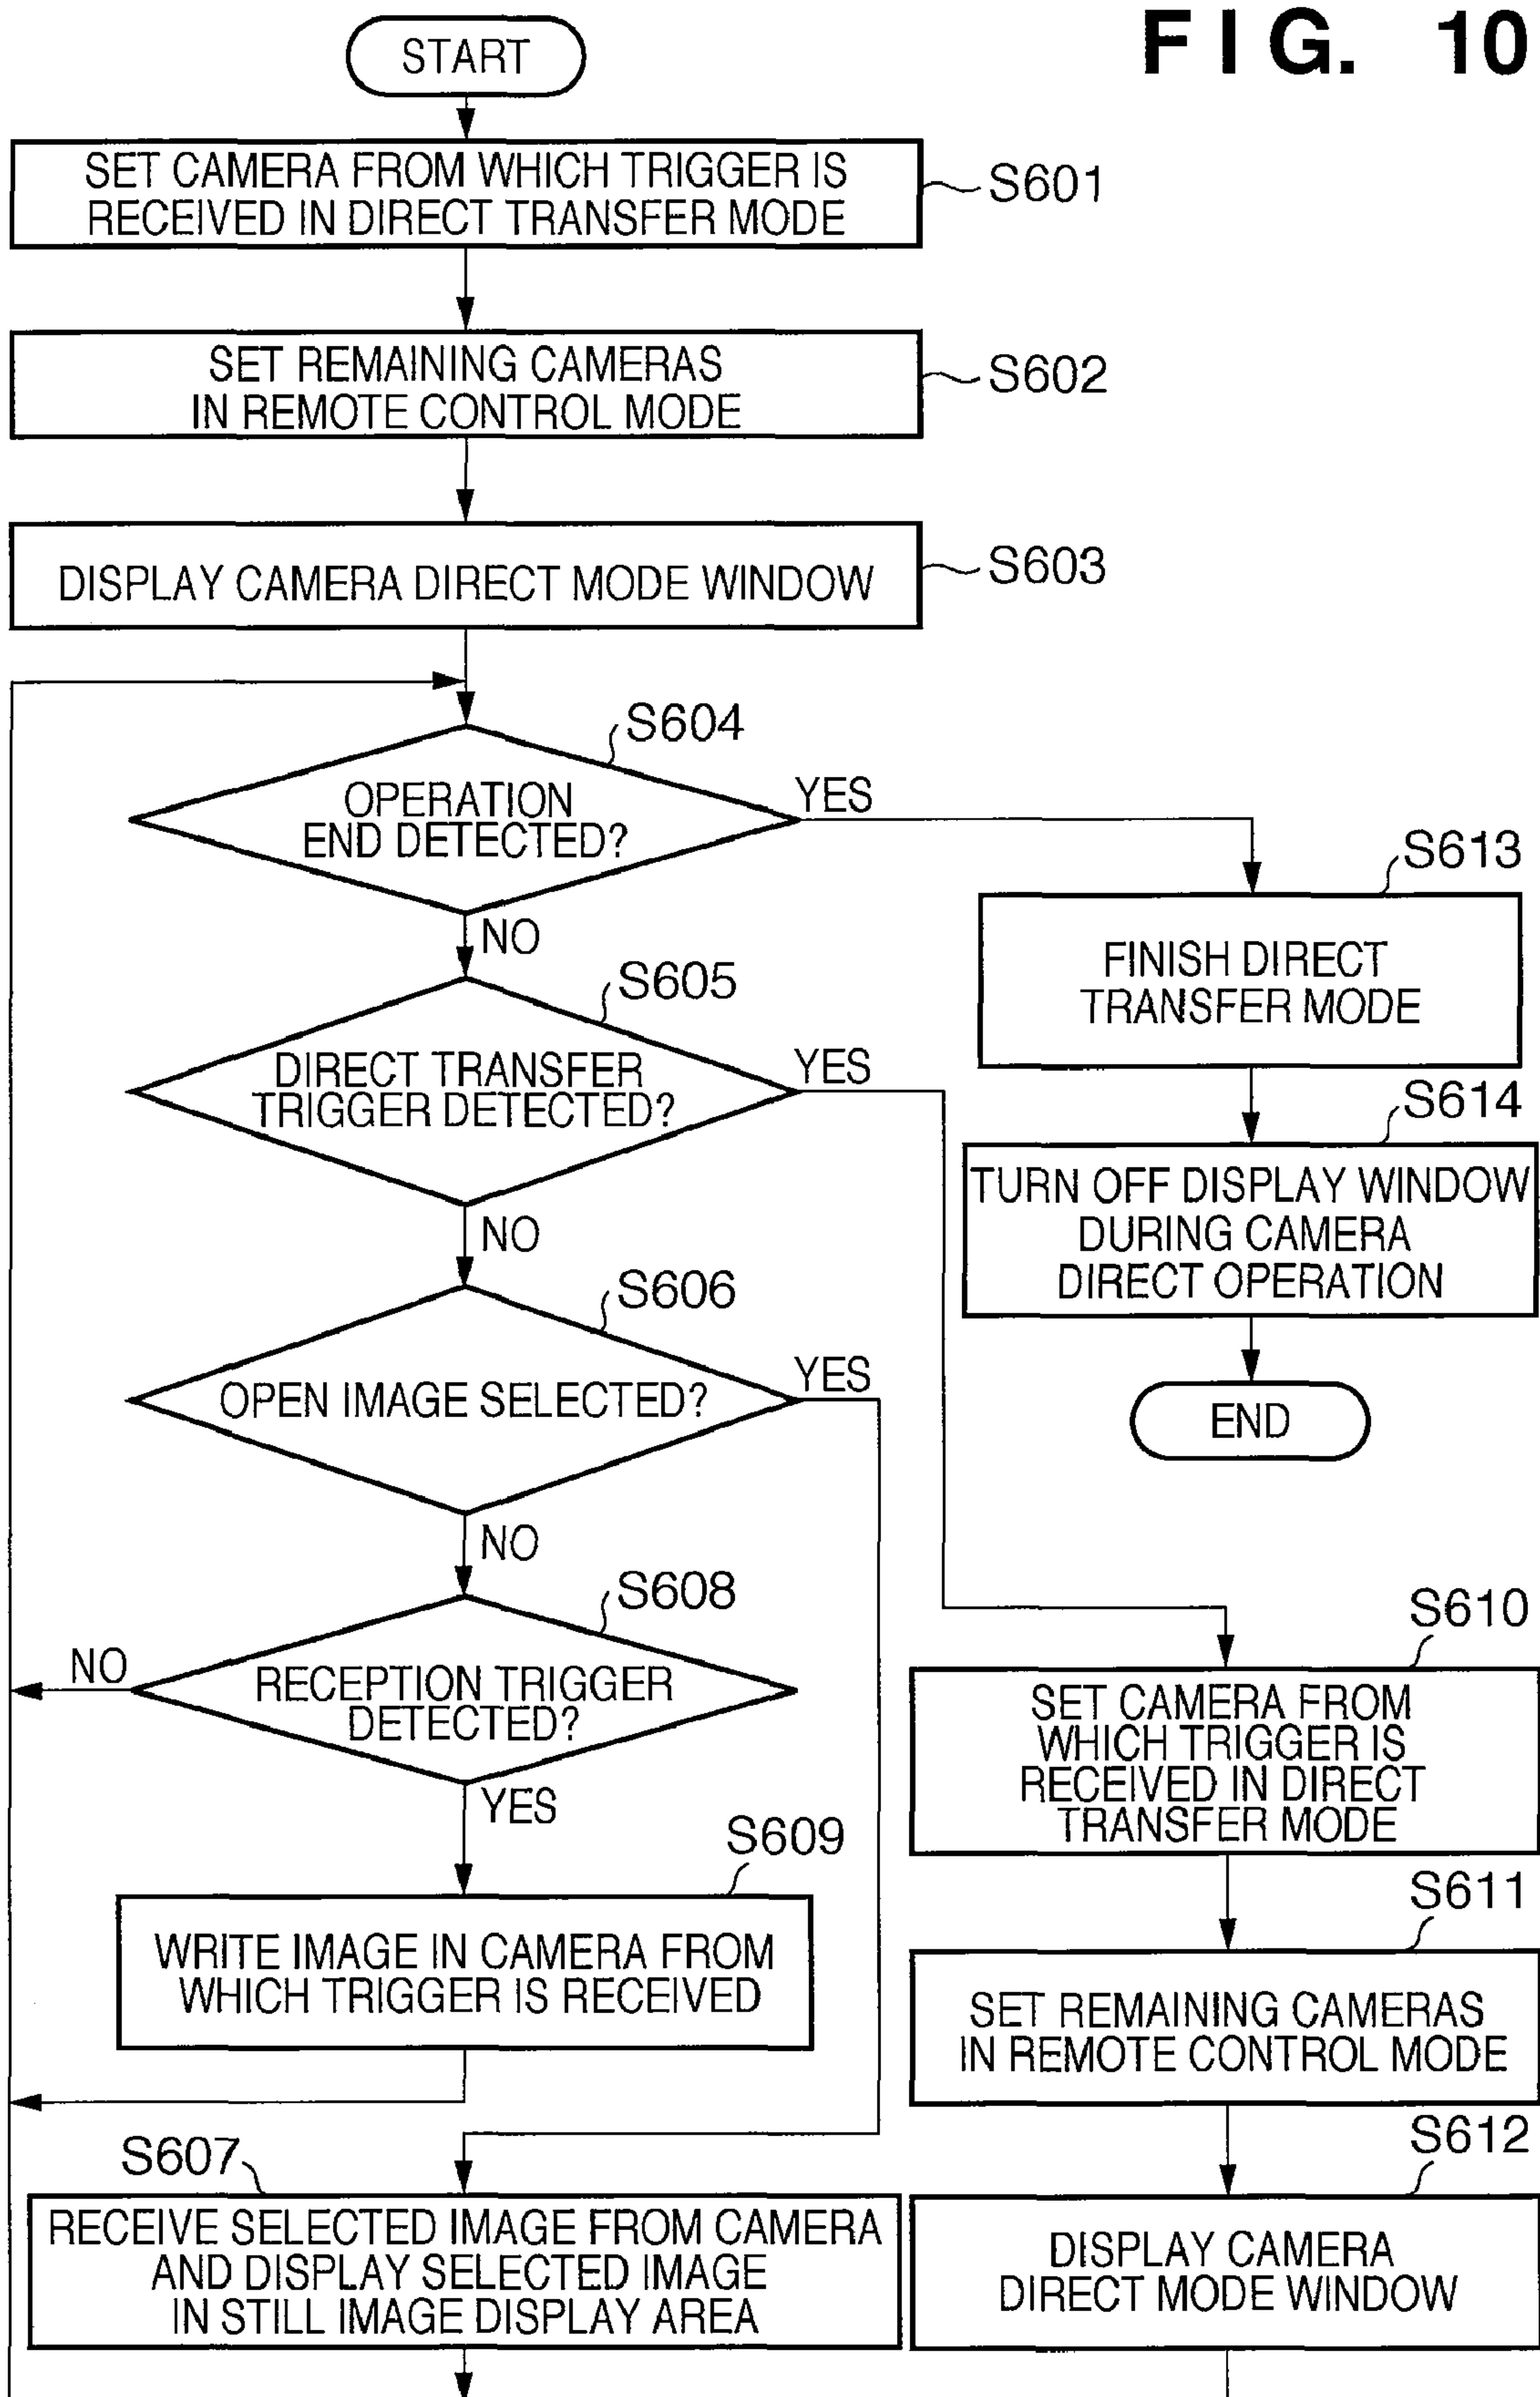 FIG. 10
START
SET CAMERA FROM WHICH TRIGGER IS
RECEIVED IN DIRECT TRANSFER MODE
S601
SET REMAINING CAMERAS
IN REMOTE CONTROL MODE
S602
DISPLAY CAMERA DIRECT MODE WINDOW
S603
S604
OPERATION
END DETECTED?
YES
NO
S613
FINISH DIRECT
TRANSFER MODE
S605
DIRECT TRANSFER
TRIGGER DETECTED?
YES
NO
S614
TURN OFF DISPLAY WINDOW
DURING CAMERA
DIRECT OPERATION
END
S606
OPEN IMAGE SELECTED?
YES
NO
S608
RECEPTION TRIGGER
DETECTED?
NO
YES
S609
WRITE IMAGE IN CAMERA FROM
WHICH TRIGGER IS RECEIVED
S607
RECEIVE SELECTED IMAGE FROM CAMERA
AND DISPLAY SELECTED IMAGE
IN STILL IMAGE DISPLAY AREA
S610
SET CAMERA FROM
WHICH TRIGGER IS
RECEIVED IN DIRECT
TRANSFER MODE
S611
SET REMAINING CAMERAS
IN REMOTE CONTROL MODE
S612
DISPLAY CAMERA
DIRECT MODE WINDOW